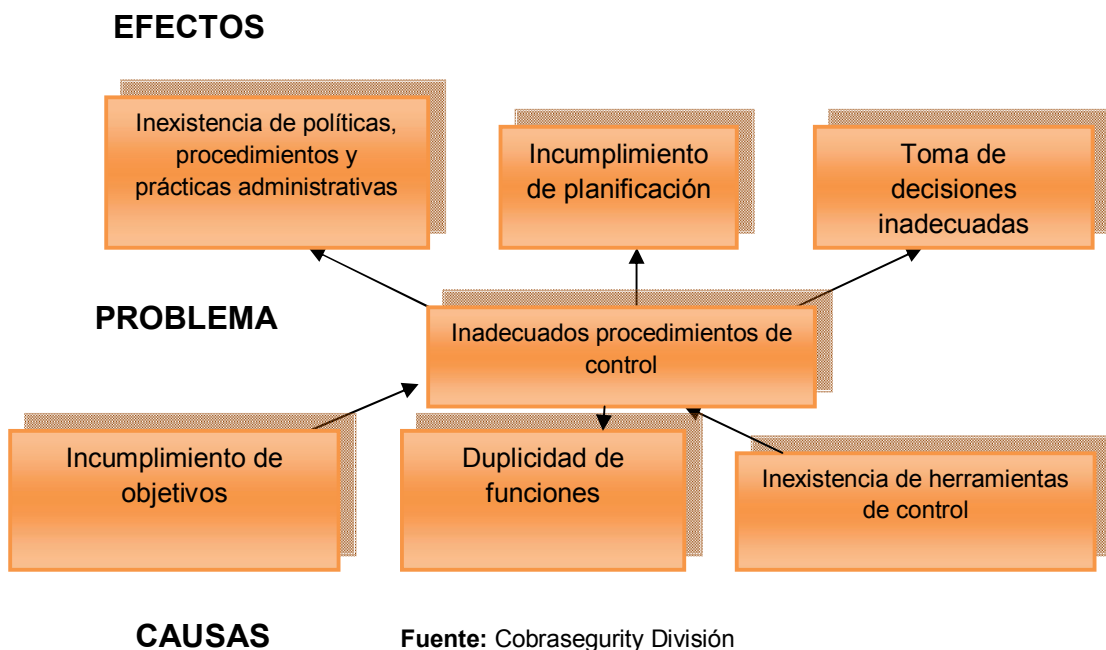 EFECTOS
Inexistencia de políticas,
procedimientos y
prácticas administrativas
Incumplimiento
de planificación
Toma de
decisiones
inadecuadas
PROBLEMA
Inadecuados procedimientos de
control
Incumplimiento de
objetivos
Duplicidad de
funciones
Inexistencia de herramientas
de control
CAUSAS
Fuente: Cobrasegurity División